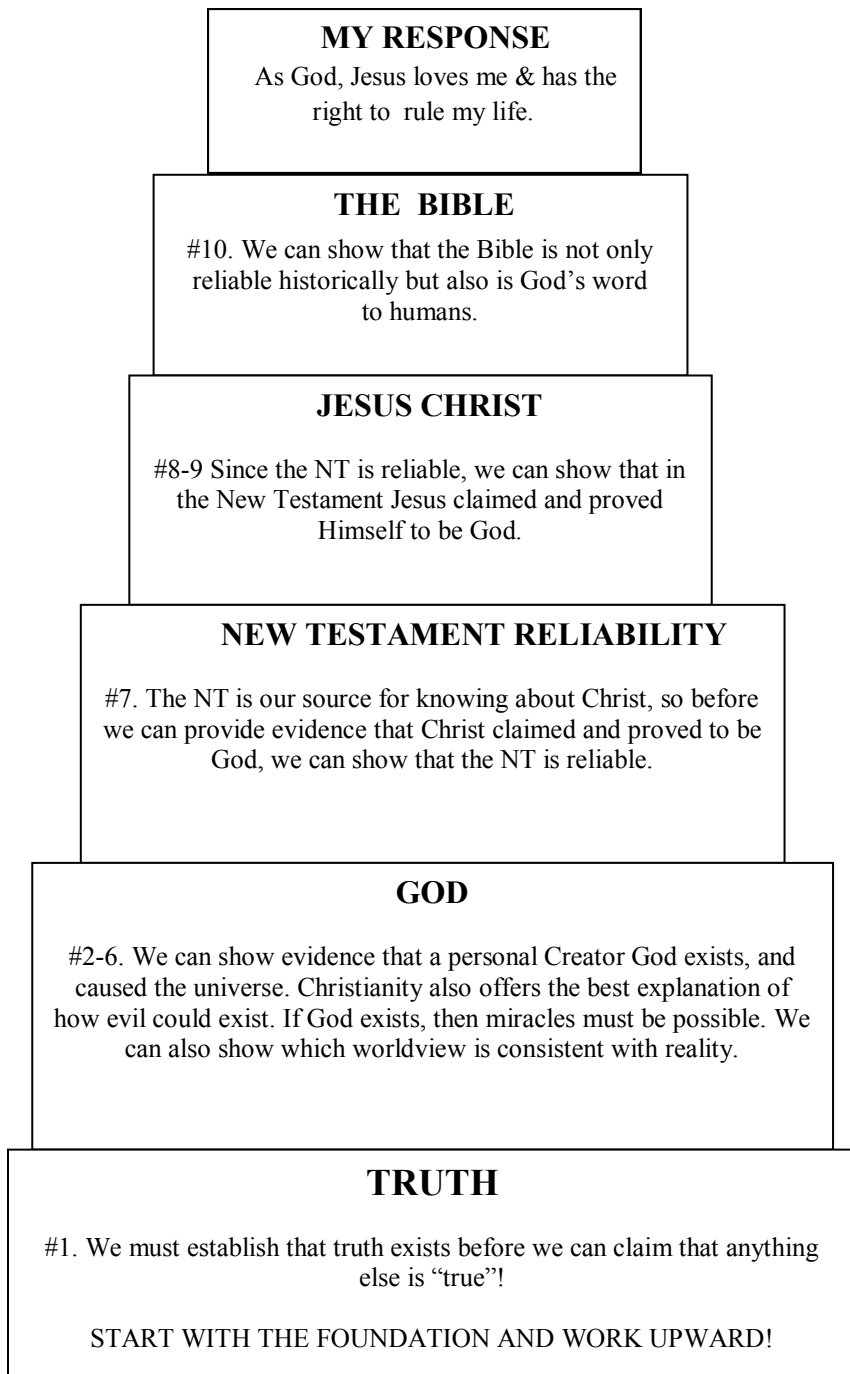 MY RESPONSE
As God, Jesus loves me & has the
right to rule my life.
THE BIBLE
#10. We can show that the Bible is not only
reliable historically but also is God’s word
to humans.
JESUS CHRIST
#8-9 Since the NT is reliable, we can show that in
the New Testament Jesus claimed and proved
Himself to be God.
NEW TESTAMENT RELIABILITY
#7. The NT is our source for knowing about Christ, so before
we can provide evidence that Christ claimed and proved to be
God, we can show that the NT is reliable.
GOD
#2-6. We can show evidence that a personal Creator God exists, and
caused the universe. Christianity also offers the best explanation of
how evil could exist. If God exists, then miracles must be possible. We
can also show which worldview is consistent with reality.
TRUTH
#1. We must establish that truth exists before we can claim that anything
else is “true”!
START WITH THE FOUNDATION AND WORK UPWARD!